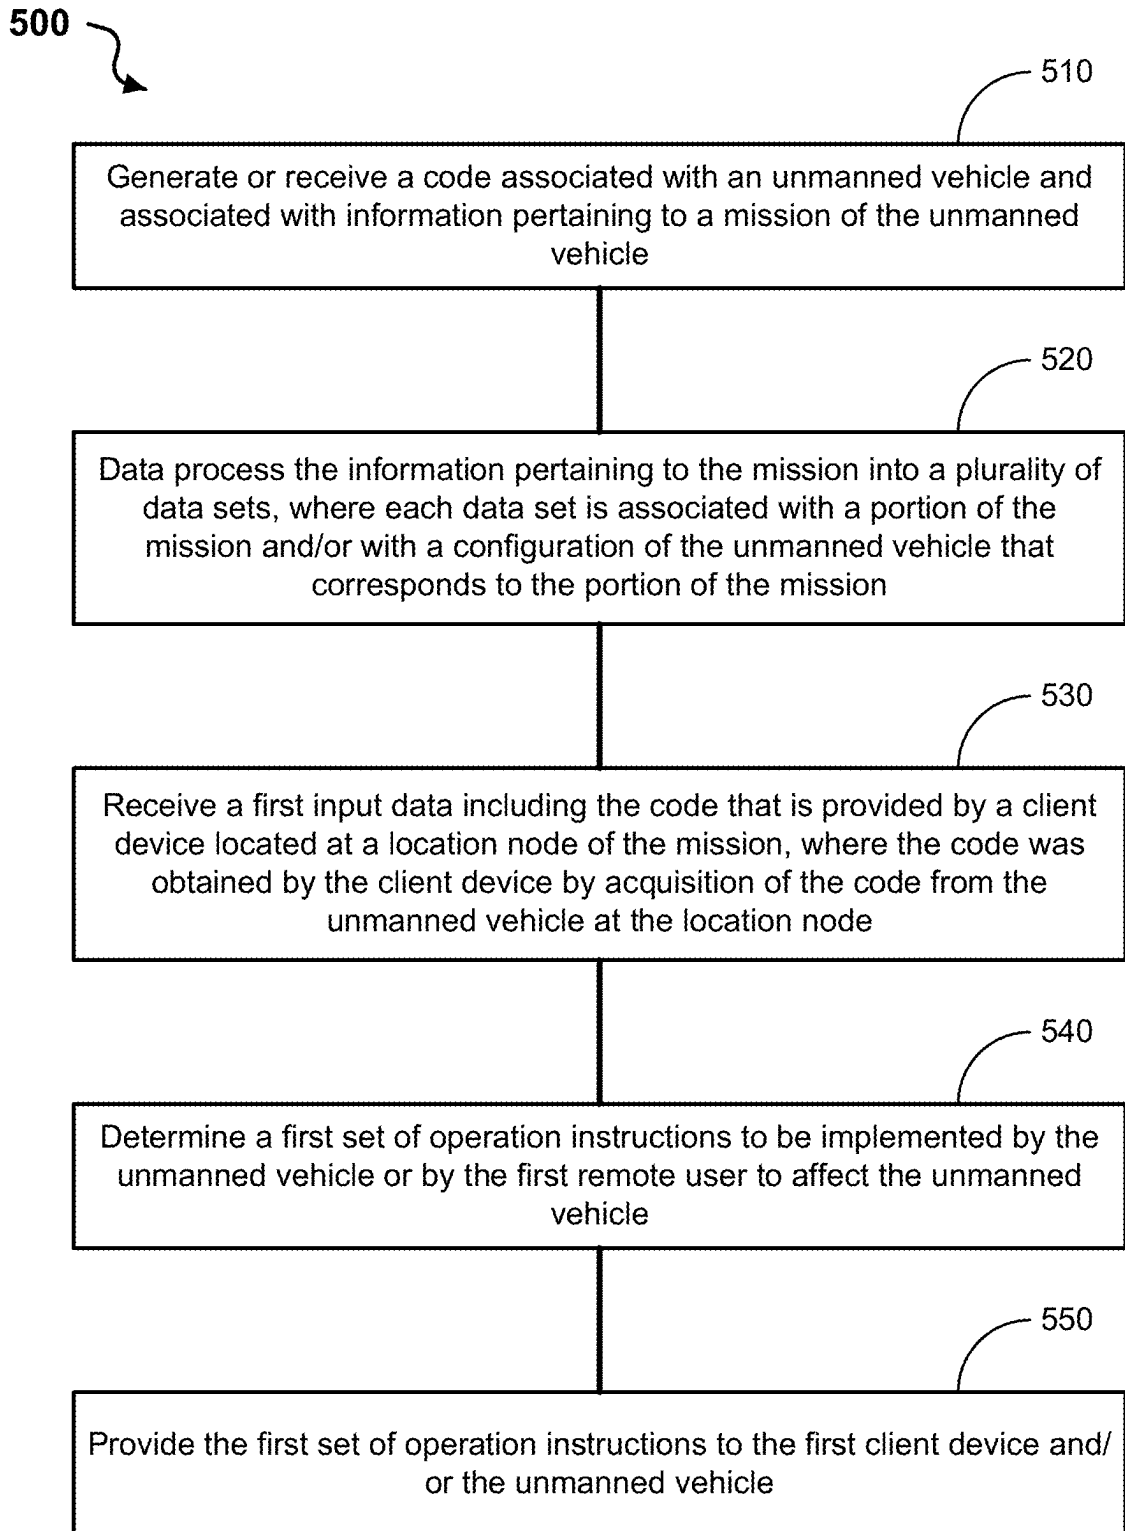 500
510
Generate or receive a code associated with an unmanned vehicle and
associated with information pertaining to a mission of the unmanned
vehicle
520
Data process the information pertaining to the mission into a plurality of
data sets, where each data set is associated with a portion of the
mission and/or with a configuration of the unmanned vehicle that
corresponds to the portion of the mission
530
Receive a first input data including the code that is provided by a client
device located at a location node of the mission, where the code was
obtained by the client device by acquisition of the code from the
unmanned vehicle at the location node
540
Determine a first set of operation instructions to be implemented by the
unmanned vehicle or by the first remote user to affect the unmanned
vehicle
550
Provide the first set of operation instructions to the first client device and/
or the unmanned vehicle